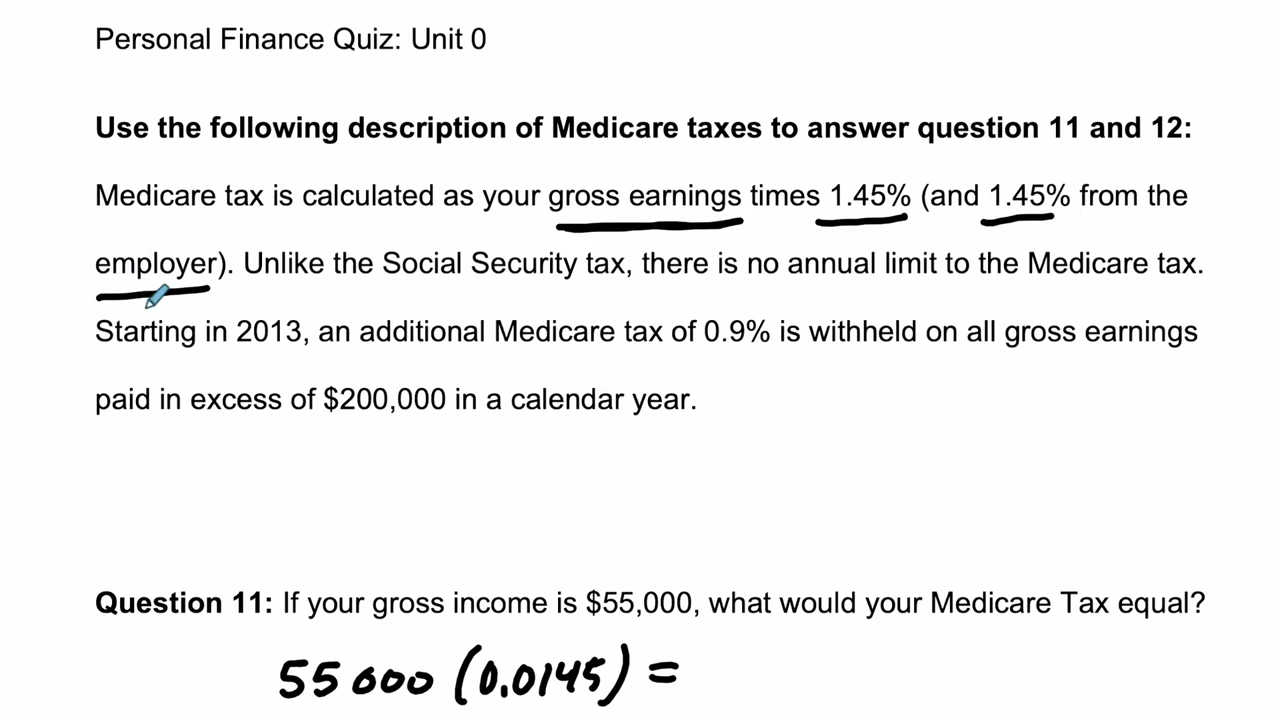 Personal Finance Quiz: Unit 0
Use the following description of Medicare taxes to answer question 11 and 12:
Medicare tax is calculated as your gross earnings times 1.45% (and 1.45% from the
employer). Unlike the Social Security tax, there is no annual limit to the Medicare tax.
Starting in 2013, an additional Medicare tax of 0.9% is withheld on all gross earnings
paid in excess of $200,000 in a calendar year.
Question 11: If your gross income is $55,000, what would your Medicare Tax equal?
55000 (0.0145) =